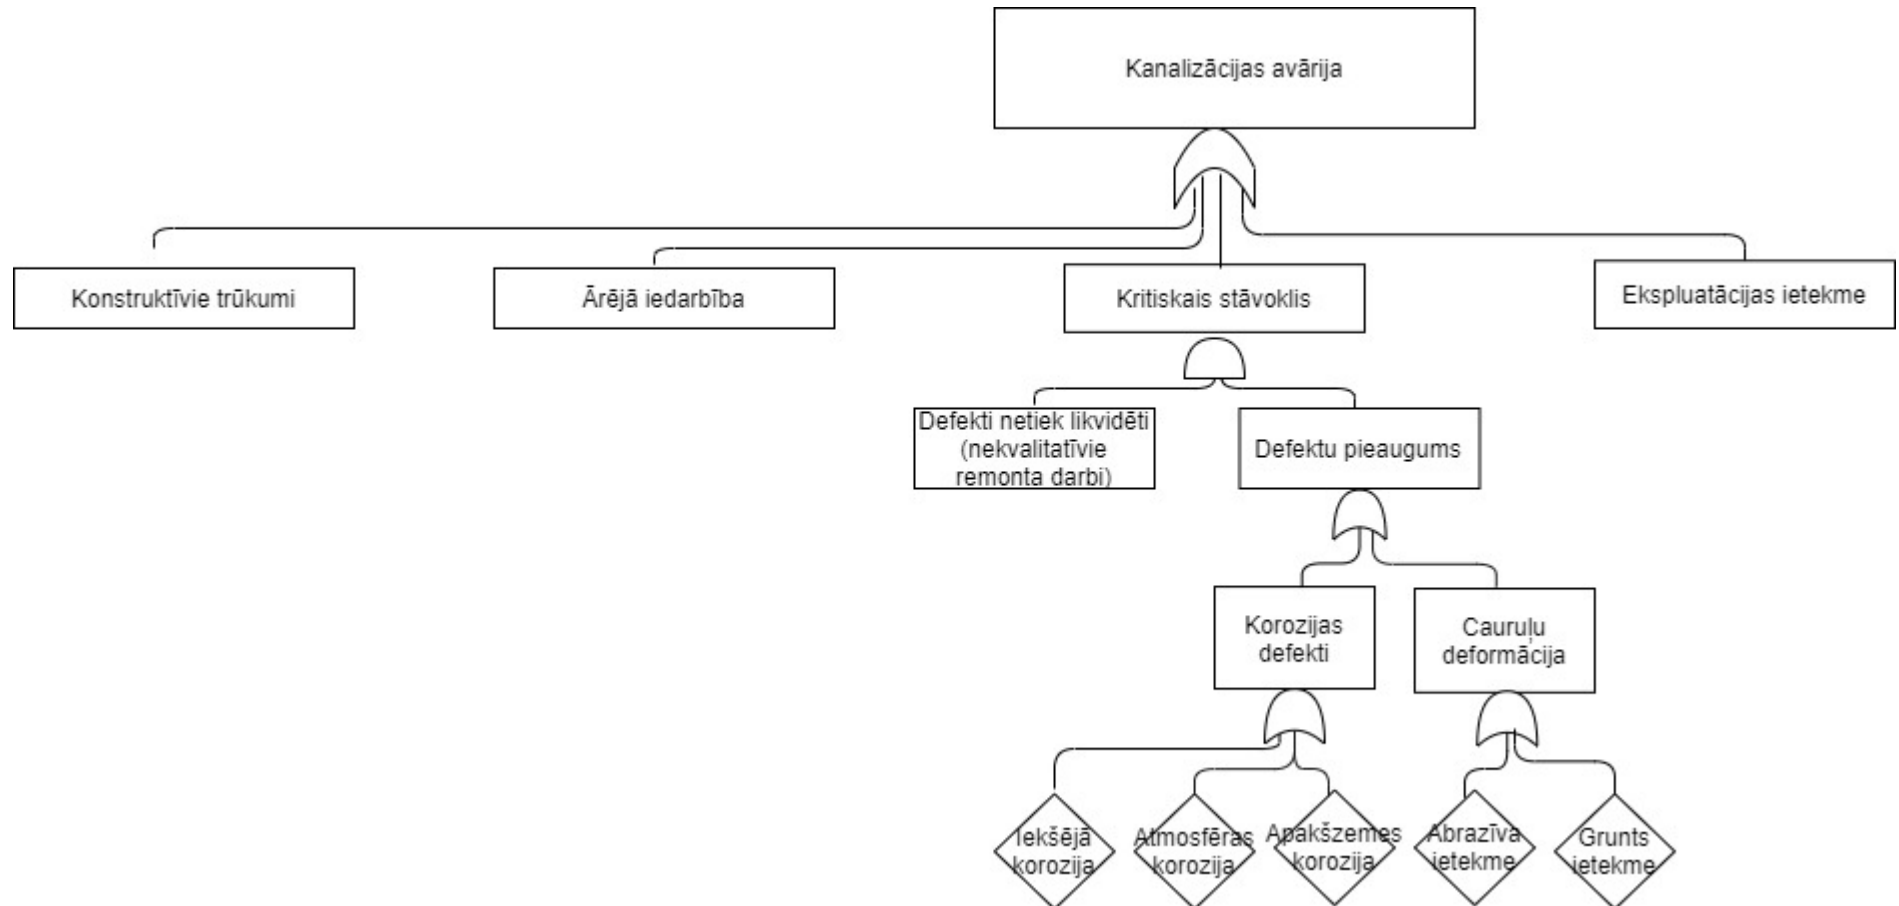 Kanalizācijas avārija
Konstruktīvie trūkumi
Ārējā iedarbība
Kritiskais stāvoklis
Ekspluatācijas ietekme
Defekti netiek likvidēti
(nekvalitatīvie
remonta darbi)
Defektu pieaugums
Korozijas
defekti
Cauruļu
deformācija
Iekšējā
korozija
Atmosfēras
korozija
Apakšzemes
korozija
Abrazīva
ietekme
Grunts
ietekme